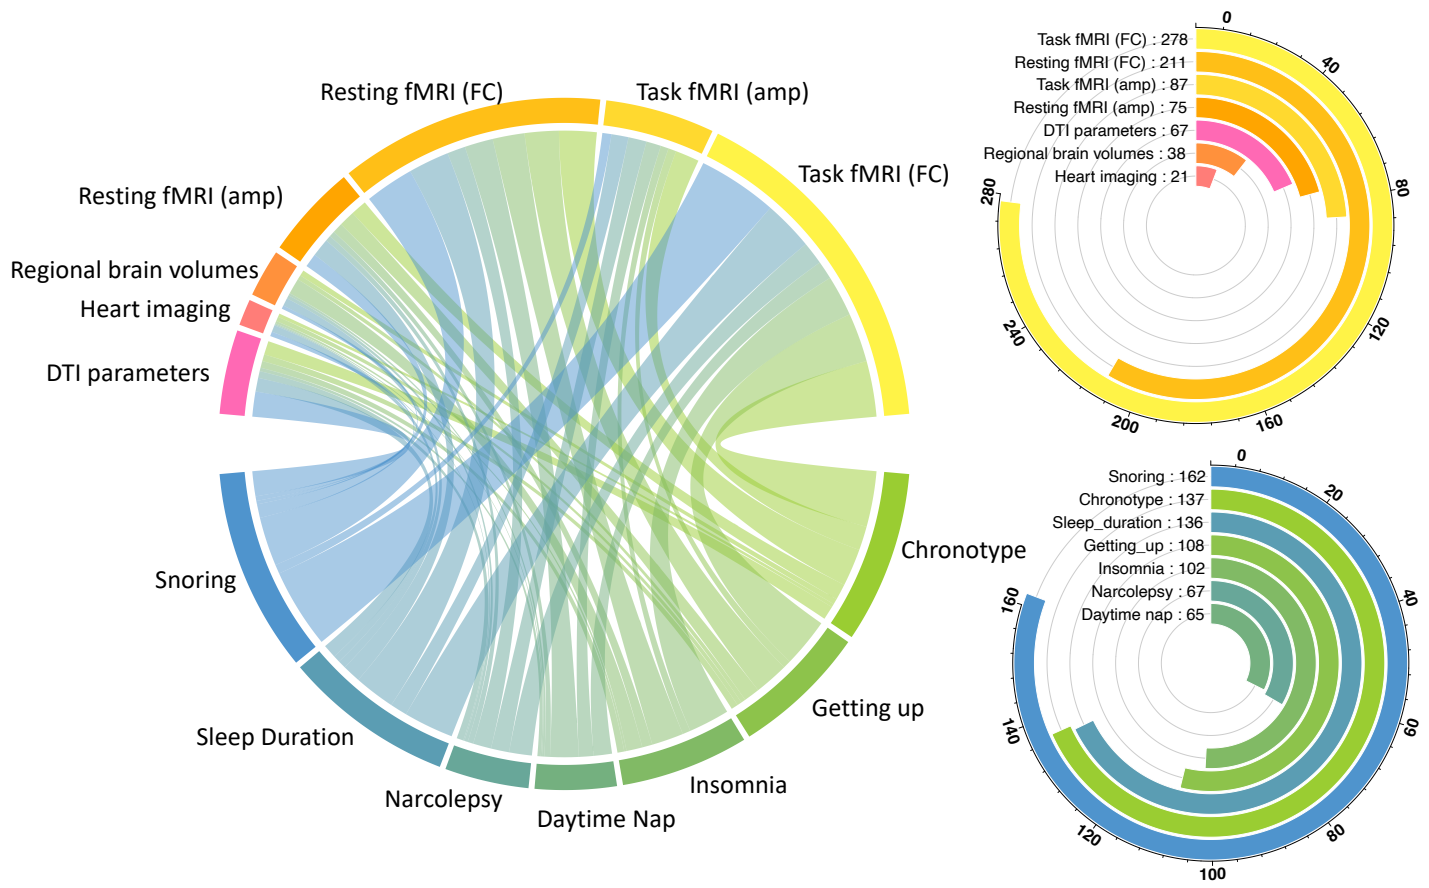 Resting fMRI (FC)
Task fMRI (amp)
Task fMRI (FC)
Resting fMRI (amp)
Regional brain volumes
Heart imaging
DTI parameters
Snoring
Sleep Duration
Narcolepsy
Daytime Nap
Insomnia
Getting up
Chronotype
Task fMRI (FC) : 278
Resting fMRI (FC) : 211
Task fMRI (amp) : 87
Resting fMRI (amp) : 75
DTI parameters : 67
Regional brain volumes : 38
Heart imaging : 21
0
40
80
120
160
200
240
280
Snoring : 162
Chronotype : 137
Sleep_duration : 136
Getting_up : 108
Insomnia : 102
Narcolepsy : 67
Daytime nap : 65
0
20
40
60
80
100
120
140
160